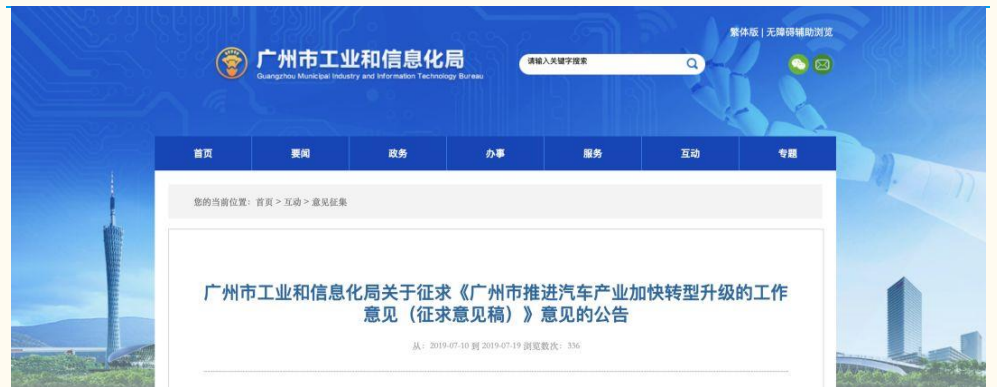 繁体版 | 无障碍辅助浏览
广州市工业和信息化局
Guangzhou Municipal Industry and Information Technology Bureau
请输入关键字搜索
首页 要闻 政务 办事 服务 互动 专题
您的当前位置：首页 > 互动 > 意见征集
广州市工业和信息化局关于征求《广州市推进汽车产业加快转型升级的工作
意见（征求意见稿）》意见的公告
从：2019-07-10 到 2019-07-19 浏览数次：336